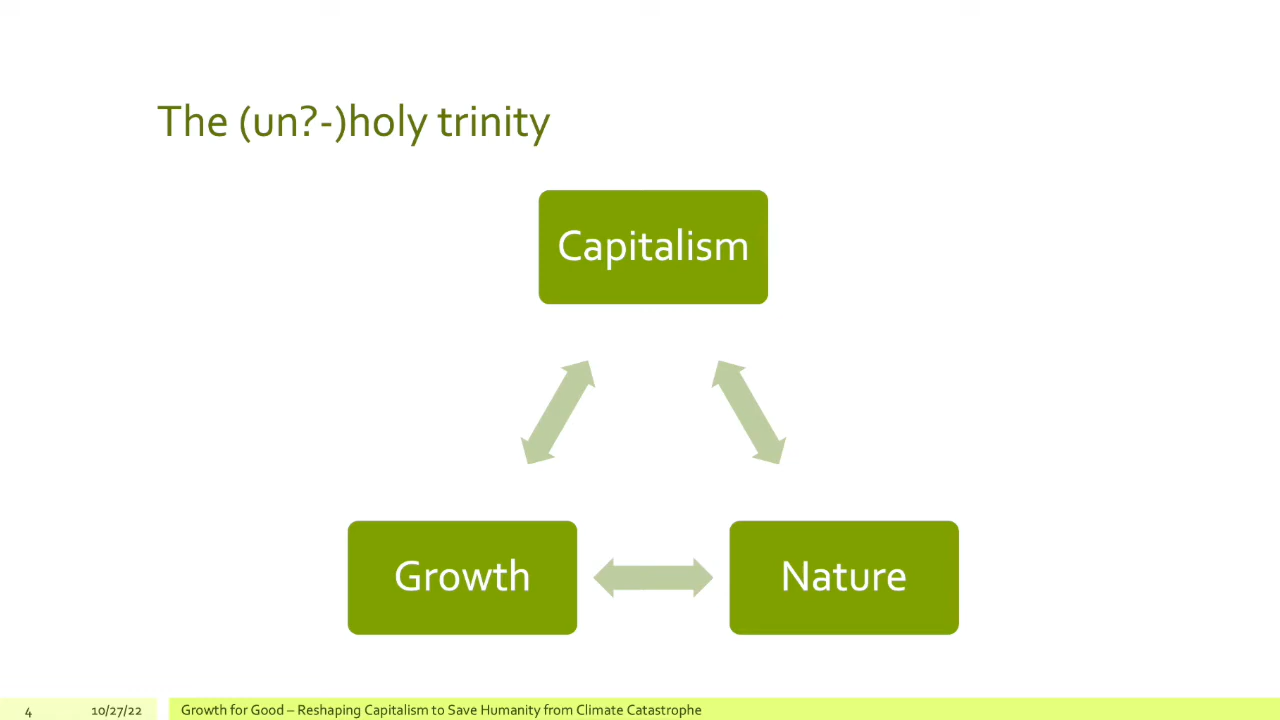 The (un?-)holy trinity
Capitalism
Growth
Nature
4
10/27/22
Growth for Good – Reshaping Capitalism to Save Humanity from Climate Catastrophe